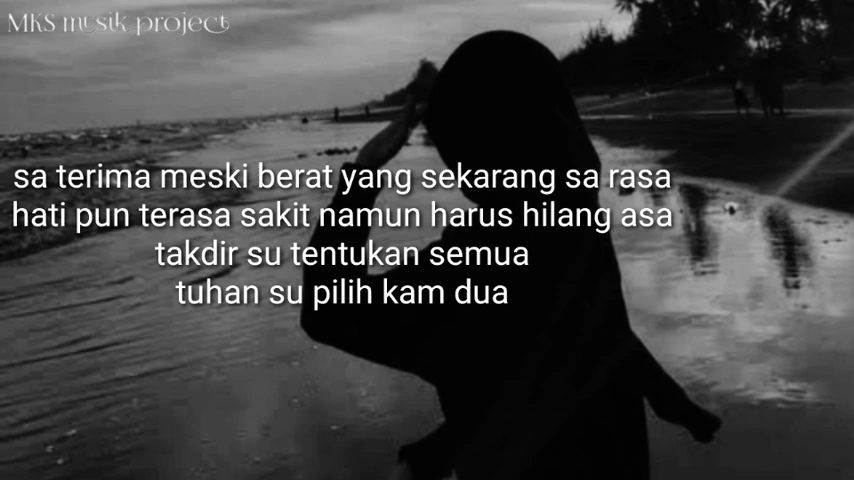 MKS musik project
sa terima meski berat yang sekarang sa rasa
hati pun terasa sakit namun harus hilang asa
takdir su tentukan semua
tuhan su pilih kam dua